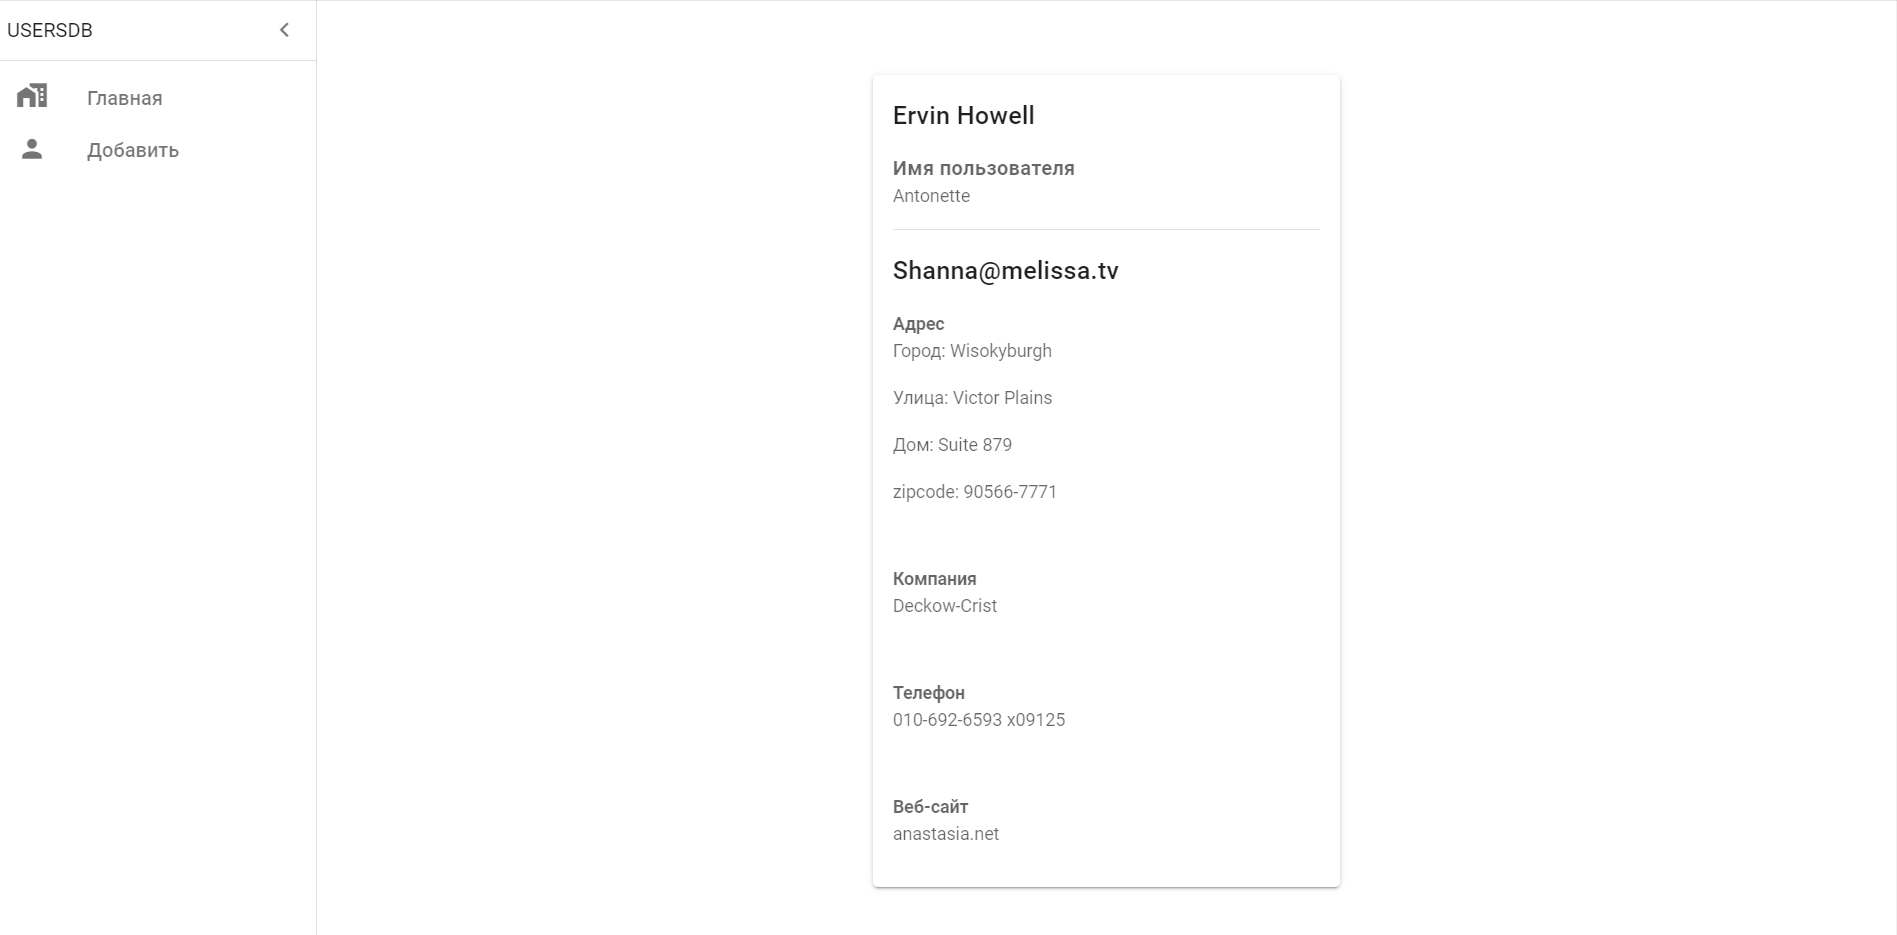 USERSDB
Главная
Добавить
Ervin Howell
Имя пользователя
Antonette
Shanna@melissa.tv
Адрес
Город: Wisokyburgh
Улица: Victor Plains
Дом: Suite 879
zipcode: 90566-7771
Компания
Deckow-Crist
Телефон
010-692-6593 x09125
Веб-сайт
anastasia.net